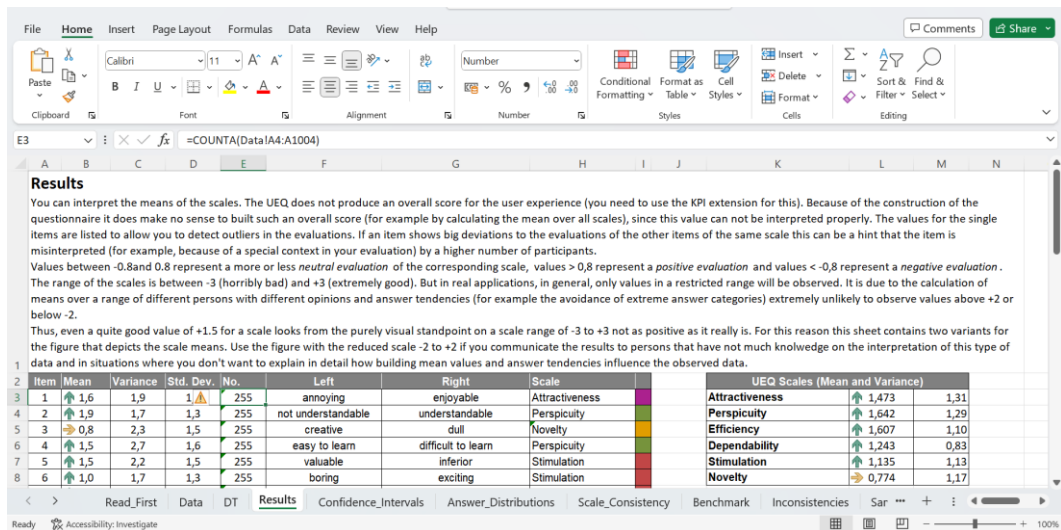 File Home Insert Page Layout Formulas Data Review View Help Comments Share
Calibri 11 A^ A˅ ab Number Insert
Paste B I U A % 9 Conditional Format as Cell Delete Sort & Find &
Formatting Table Styles Format Filter Select
Clipboard Font Alignment Number Styles Cells Editing
E3 fx =COUNTA(Data!A4:A1004)
A B C D E F G H I J K L M N
Results
You can interpret the means of the scales. The UEQ does not produce an overall score for the user experience (you need to use the KPI extension for this). Because of the construction of the
questionnaire it does make no sense to built such an overall score (for example by calculating the mean over all scales), since this value can not be interpreted properly. The values for the single
items are listed to allow you to detect outliers in the evaluations. If an item shows big deviations to the evaluations of the other items of the same scale this can be a hint that the item is
misinterpreted (for example, because of a special context in your evaluation) by a higher number of participants.
Values between -0.8and 0.8 represent a more or less neutral evaluation of the corresponding scale, values > 0,8 represent a positive evaluation and values < -0,8 represent a negative evaluation.
The range of the scales is between -3 (horribly bad) and +3 (extremely good). But in real applications, in general, only values in a restricted range will be observed. It is due to the calculation of
means over a range of different persons with different opinions and answer tendencies (for example the avoidance of extreme answer categories) extremely unlikely to observe values above +2 or
below -2.
Thus, even a quite good value of +1.5 for a scale looks from the purely visual standpoint on a scale range of -3 to +3 not as positive as it really is. For this reason this sheet contains two variants for
the figure that depicts the scale means. Use the figure with the reduced scale -2 to +2 if you communicate the results to persons that have not much knolwedge on the interpretation of this type of
1 data and in situations where you don't want to explain in detail how building mean values and answer tendencies influence the observed data.
2 Item Mean Variance Std. Dev. No. Left Right Scale UEQ Scales (Mean and Variance)
3 1 1,6 1,9 1, 255 annoying enjoyable Attractiveness Attractiveness 1,473 1,31
4 2 1,9 1,7 1,3 255 not understandable understandable Perspicuity Perspicuity 1,642 1,29
5 3 0,8 2,3 1,5 255 creative dull Novelty Efficiency 1,607 1,10
6 4 1,5 2,7 1,6 255 easy to learn difficult to learn Perspicuity Dependability 1,243 0,83
7 5 1,5 2,2 1,5 255 valuable inferior Stimulation Stimulation 1,135 1,13
8 6 1,0 1,7 1,3 255 boring exciting Stimulation Novelty 0,774 1,17
Read_First Data DT Results Confidence_Intervals Answer_Distributions Scale_Consistency Benchmark Inconsistencies Sar ...
Ready Accessibility: Investigate 100%